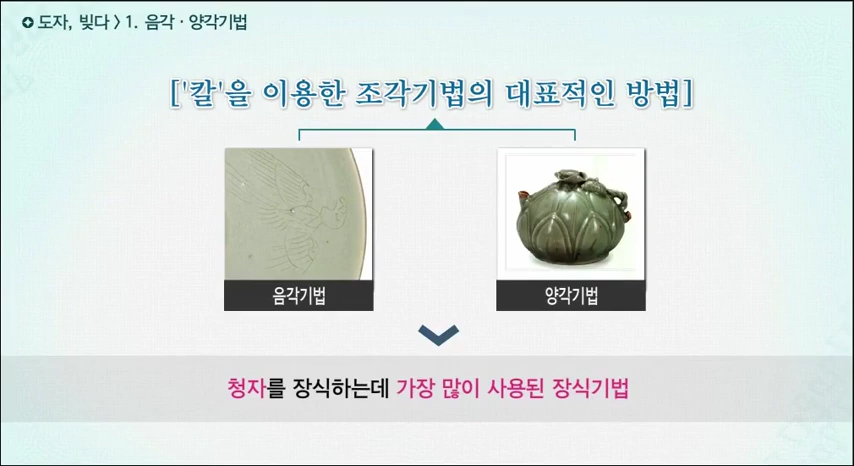 도자, 빚다 > 1. 음각 · 양각기법
['칼'을 이용한 조각기법의 대표적인 방법]
음각기법
양각기법
청자를 장식하는데 가장 많이 사용된 장식기법